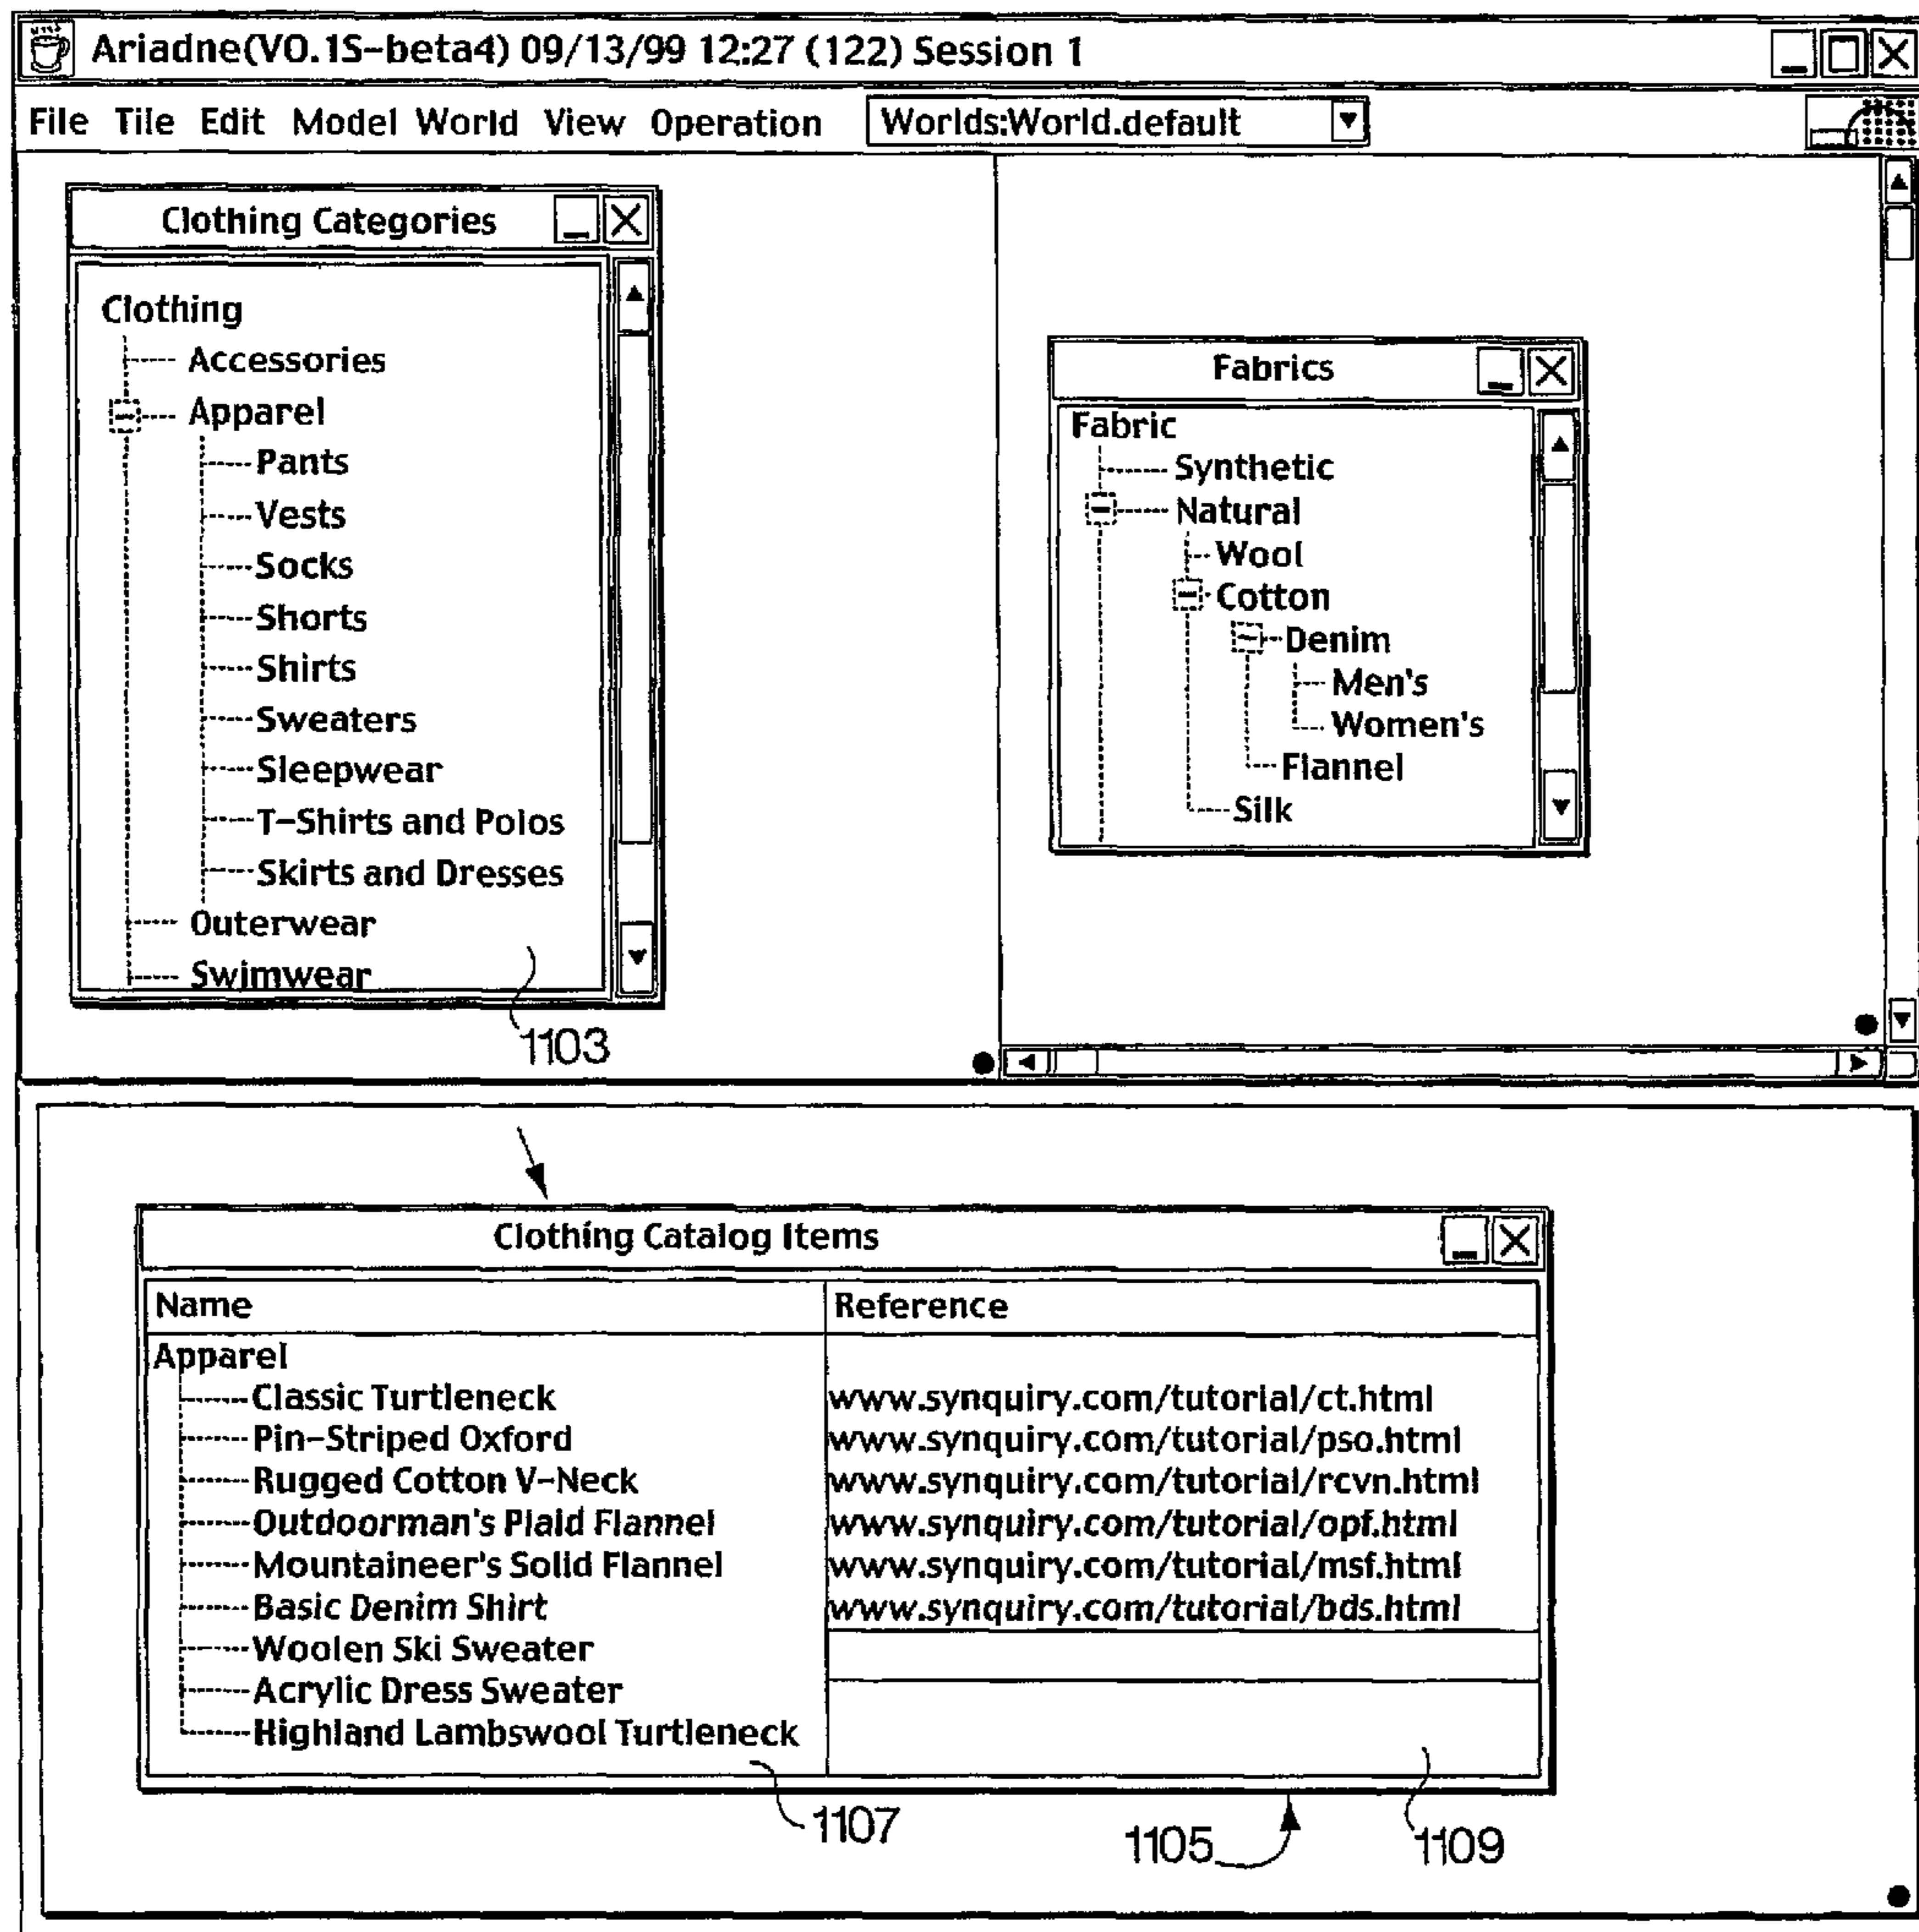 Ariadne(V0.1S-beta4) 09/13/99 12:27 (122) Session 1
File Tile Edit Model World View Operation Worlds:World.default
Clothing Categories
Clothing
Accessories
Apparel
Pants
Vests
Socks
Shorts
Shirts
Sweaters
Sleepwear
T-Shirts and Polos
Skirts and Dresses
Outerwear
Swimwear
1103
Fabrics
Fabric
Synthetic
Natural
Wool
Cotton
Denim
Men's
Women's
Flannel
Silk
Clothing Catalog Items
Name Reference
Apparel
Classic Turtleneck www.synquiry.com/tutorial/ct.html
Pin-Striped Oxford www.synquiry.com/tutorial/pso.html
Rugged Cotton V-Neck www.synquiry.com/tutorial/rcvn.html
Outdoorman's Plaid Flannel www.synquiry.com/tutorial/opf.html
Mountaineer's Solid Flannel www.synquiry.com/tutorial/msf.html
Basic Denim Shirt www.synquiry.com/tutorial/bds.html
Woolen Ski Sweater
Acrylic Dress Sweater
Highland Lambswool Turtleneck
1107 1105 1109